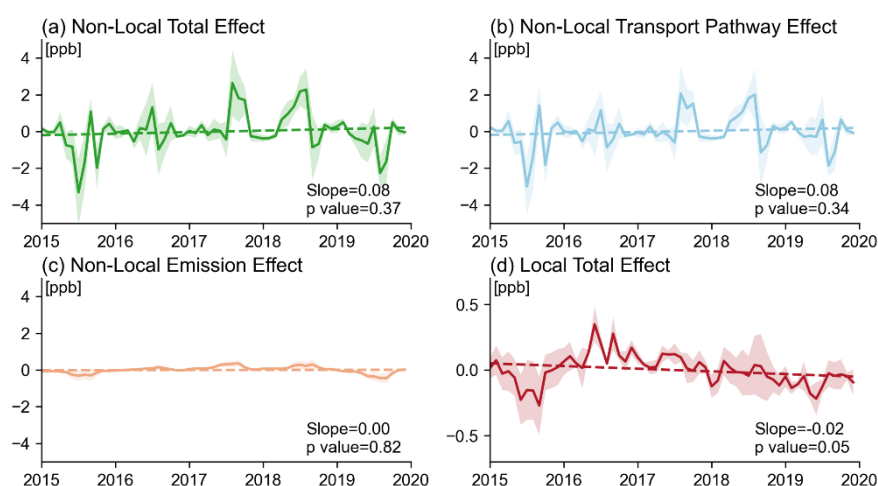 (a) Non-Local Total Effect
[ppb]
4
2
0
−2
−4
Slope=0.08
p value=0.37
2015 2016 2017 2018 2019 2020
(b) Non-Local Transport Pathway Effect
[ppb]
4
2
0
−2
−4
Slope=0.08
p value=0.34
2015 2016 2017 2018 2019 2020
(c) Non-Local Emission Effect
[ppb]
4
2
0
−2
−4
Slope=0.00
p value=0.82
2015 2016 2017 2018 2019 2020
(d) Local Total Effect
[ppb]
0.5
0.0
−0.5
Slope=-0.02
p value=0.05
2015 2016 2017 2018 2019 2020